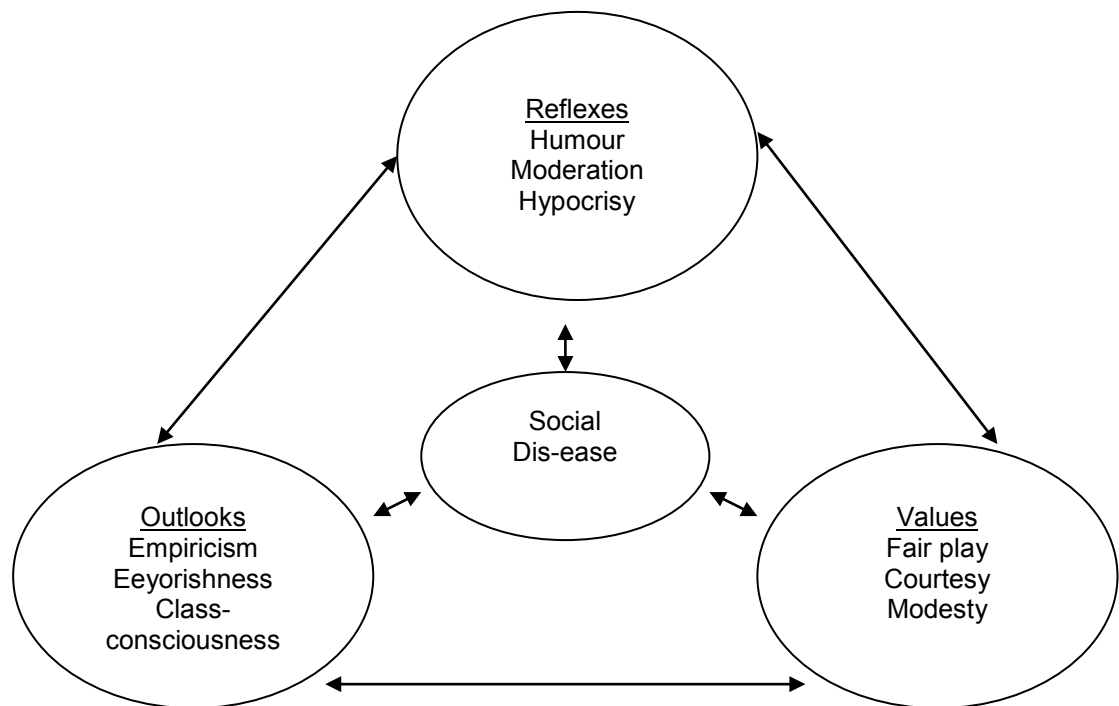 Reflexes
Humour
Moderation
Hypocrisy
Social
Dis-ease
Outlooks
Empiricism
Eeyorishness
Class-
consciousness
Values
Fair play
Courtesy
Modesty